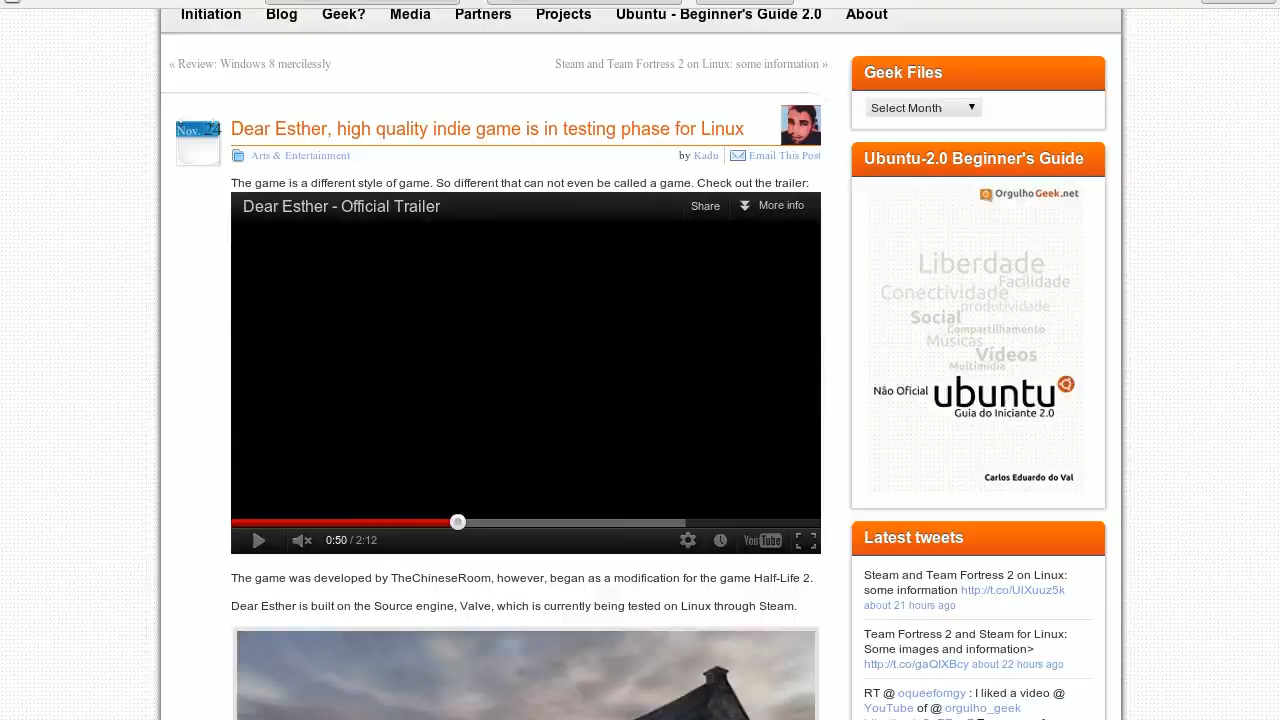 Initiation Blog Geek? Media Partners Projects Ubuntu - Beginner's Guide 2.0 About
« Review: Windows 8 mercilessly
Steam and Team Fortress 2 on Linux: some information »
Nov. 24
Dear Esther, high quality indie game is in testing phase for Linux
Arts & Entertainment
by Kadu
Email This Post
The game is a different style of game. So different that can not even be called a game. Check out the trailer:
Dear Esther - Official Trailer
Share
More info
0:50 / 2:12
YouTube
The game was developed by TheChineseRoom, however, began as a modification for the game Half-Life 2.
Dear Esther is built on the Source engine, Valve, which is currently being tested on Linux through Steam.
Geek Files
Select Month
Ubuntu-2.0 Beginner's Guide
OrgulhoGeek.net
Liberdade
Facilidade
Conectividade
produtividade
Social
Compartilhamento
Músicas
Vídeos
Multimídia
Não Oficial ubuntu
Guia do Iniciante 2.0
Carlos Eduardo do Val
Latest tweets
Steam and Team Fortress 2 on Linux:
some information http://t.co/UIXuuz5k
about 21 hours ago
Team Fortress 2 and Steam for Linux:
Some images and information>
http://t.co/gaQIXBcy about 22 hours ago
RT @ oqueefomgy : I liked a video @
YouTube of @ orgulho_geek